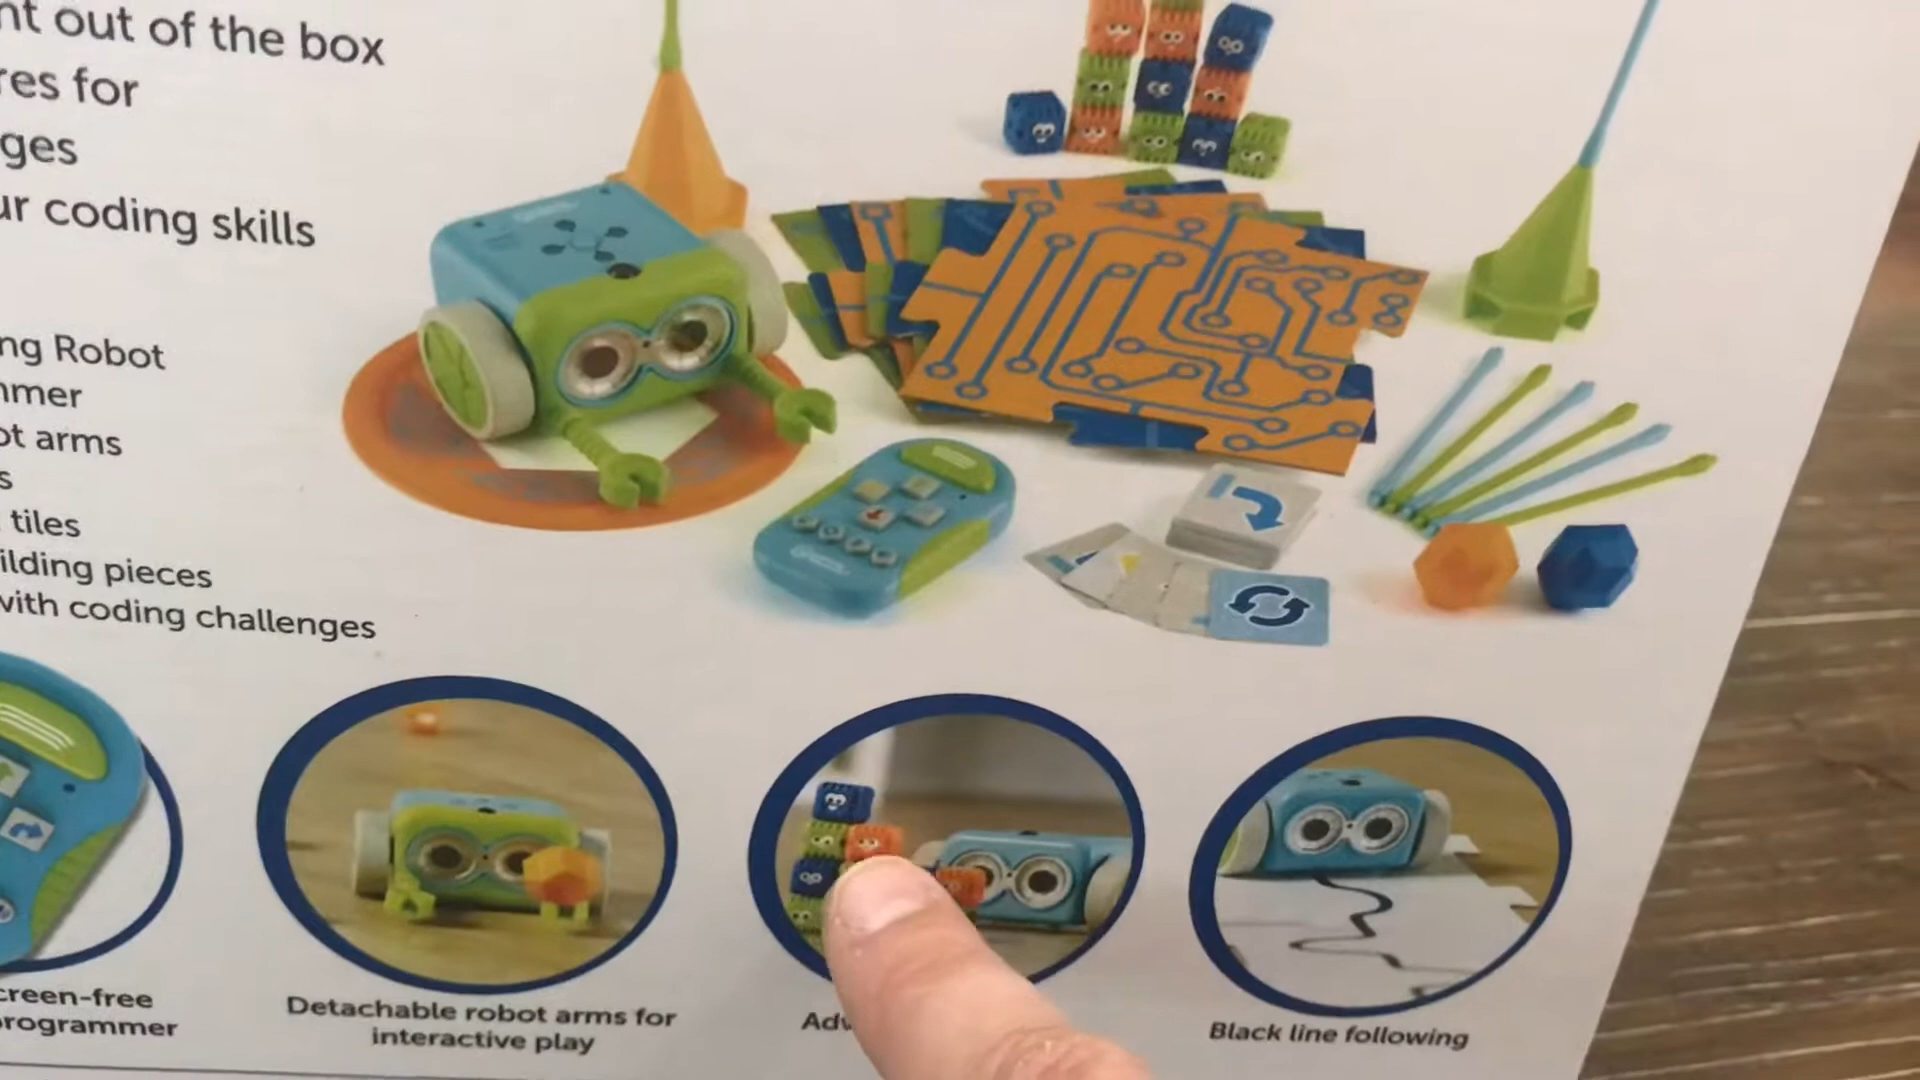 nt out of the box
res for
ges
ur coding skills
ng Robot
mmer
ot arms
s
tiles
ilding pieces
with coding challenges
creen-free
programmer
Detachable robot arms for
interactive play
Adv
Black line following